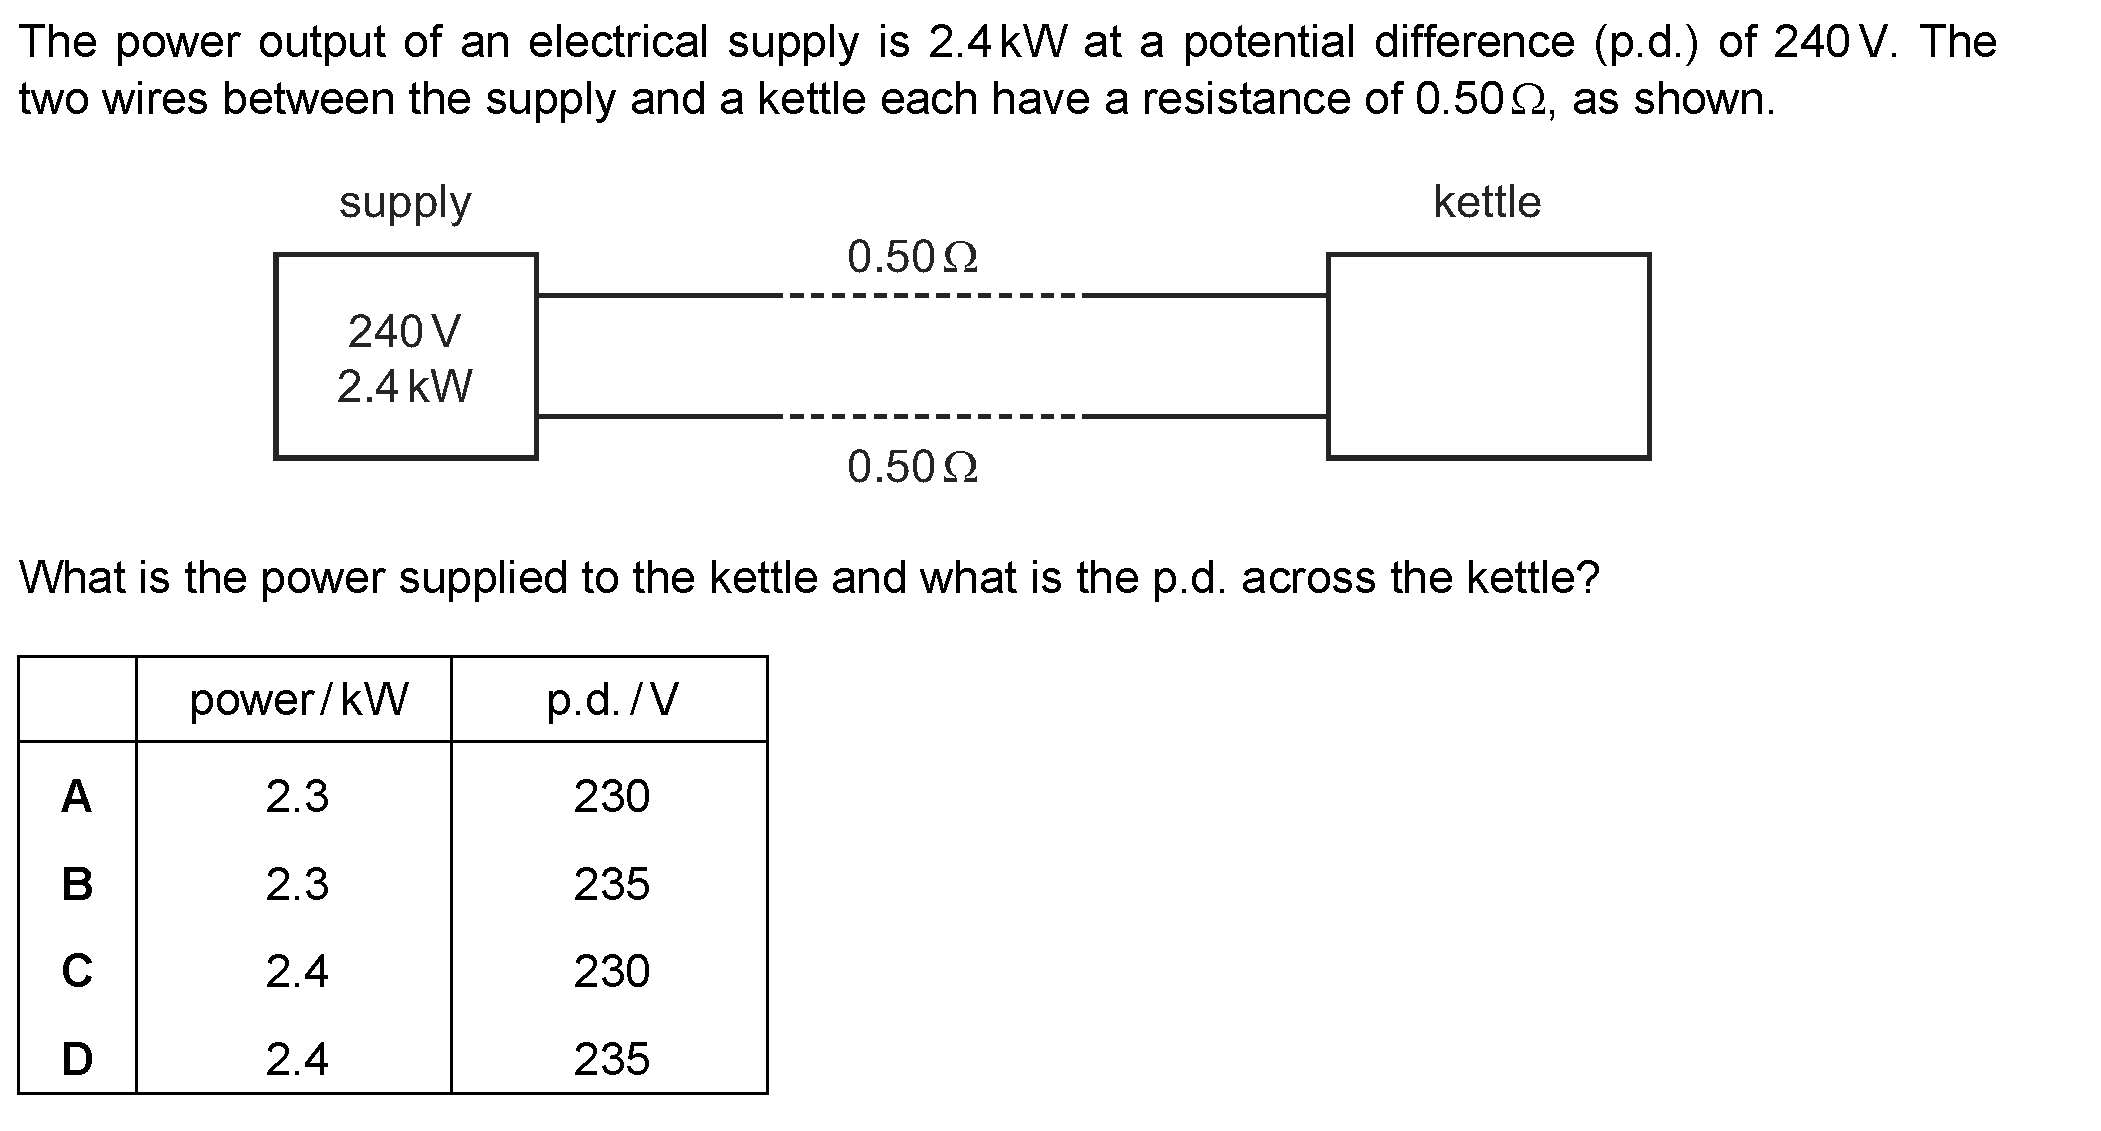 The power output of an electrical supply is 2.4 kW at a potential difference (p.d.) of 240 V. The
two wires between the supply and a kettle each have a resistance of 0.50 Ω, as shown.
supply kettle
0.50 Ω
240 V
2.4 kW
0.50 Ω
What is the power supplied to the kettle and what is the p.d. across the kettle?
power / kW p.d. / V
A 2.3 230
B 2.3 235
C 2.4 230
D 2.4 235